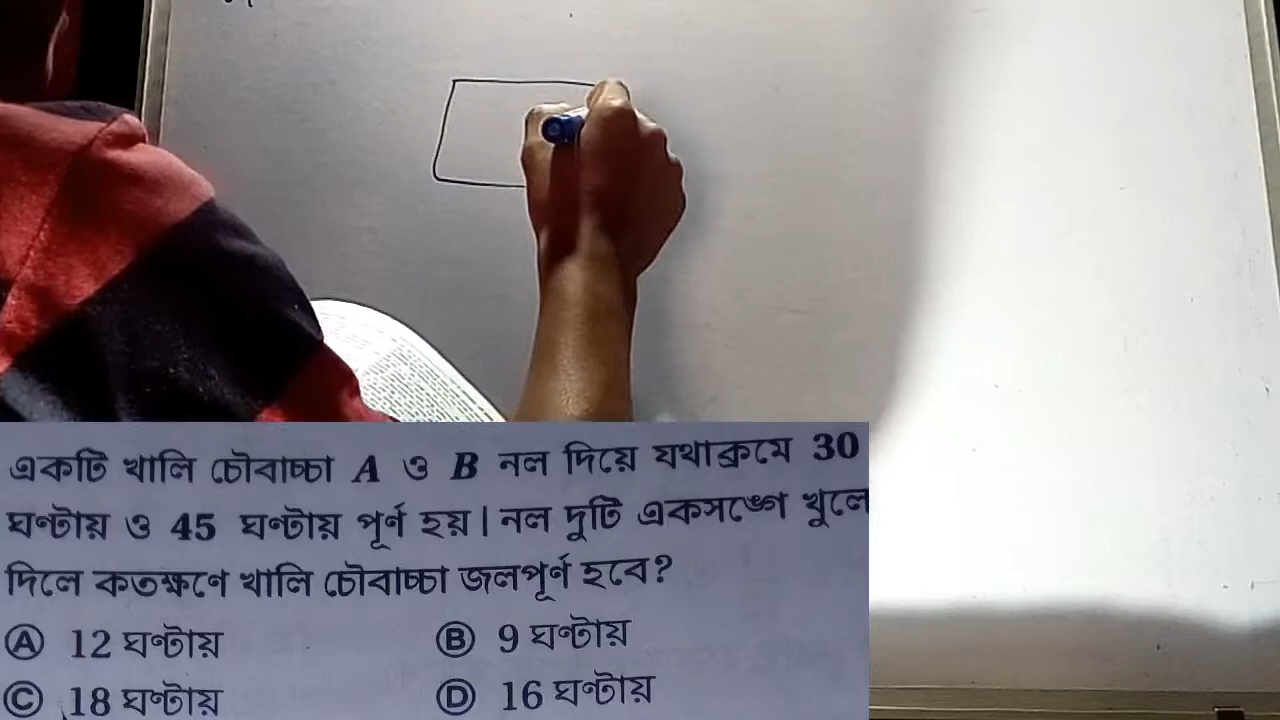 একটি খালি চৌবাচ্চা A ও B নল দিয়ে যথাক্রমে 30
ঘণ্টায় ও 45 ঘণ্টায় পূর্ণ হয়। নল দুটি একসঙ্গে খুলে
দিলে কতক্ষণে খালি চৌবাচ্চা জলপূর্ণ হবে?
Ⓐ 12 ঘণ্টায় Ⓑ 9 ঘণ্টায়
Ⓒ 18 ঘণ্টায় Ⓓ 16 ঘণ্টায়